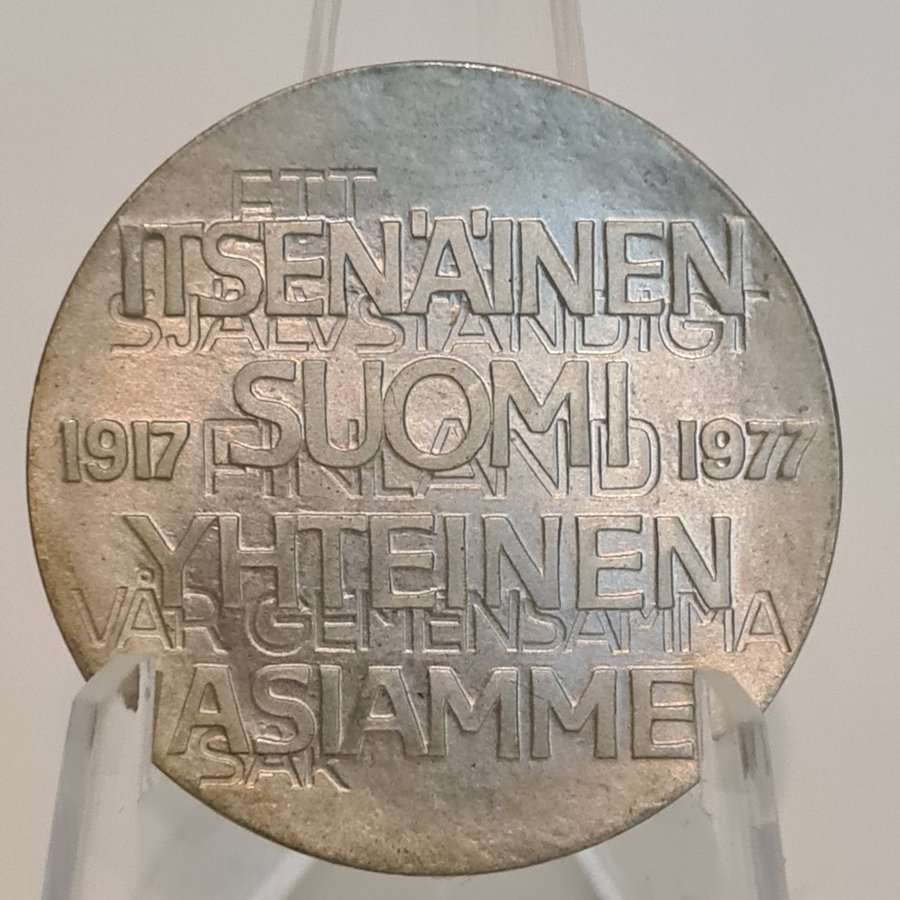 ETT
ITSENÄINEN
SJÄLVSTÄNDIGT
SUOMI
1917 FINLAND 1977
YHTEINEN
VÅR GEMENSAMMA
ASIAMME
SAK